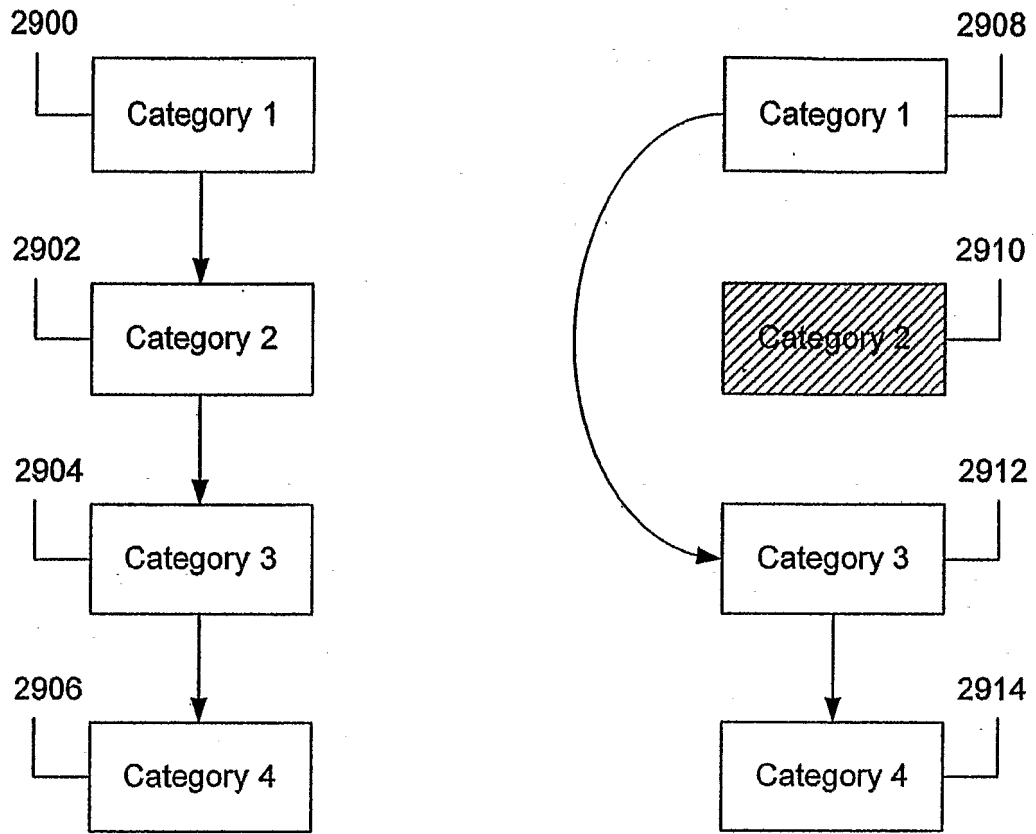 2900
Category 1
2902
Category 2
2904
Category 3
2906
Category 4
2908
Category 1
2910
Category 2
2912
Category 3
2914
Category 4